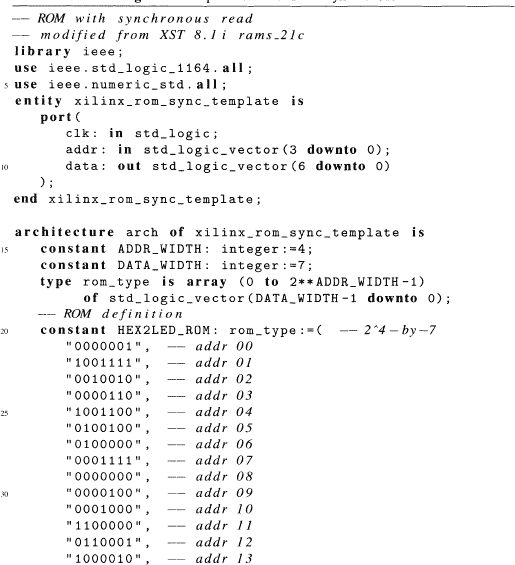 -- ROM with synchronous read
-- modified from XST 8.1i rams_21c
library ieee;
use ieee.std_logic_1164.all;
5 use ieee.numeric_std.all;
entity xilinx_rom_sync_template is
port(
clk: in std_logic;
addr: in std_logic_vector(3 downto 0);
10 data: out std_logic_vector(6 downto 0)
);
end xilinx_rom_sync_template;
architecture arch of xilinx_rom_sync_template is
15 constant ADDR_WIDTH: integer:=4;
constant DATA_WIDTH: integer:=7;
type rom_type is array (0 to 2**ADDR_WIDTH-1)
of std_logic_vector(DATA_WIDTH-1 downto 0);
-- ROM definition
20 constant HEX2LED_ROM: rom_type:=( -- 2^4-by-7
"0000001", -- addr 00
"1001111", -- addr 01
"0010010", -- addr 02
"0000110", -- addr 03
25 "1001100", -- addr 04
"0100100", -- addr 05
"0100000", -- addr 06
"0001111", -- addr 07
"0000000", -- addr 08
30 "0000100", -- addr 09
"0001000", -- addr 10
"1100000", -- addr 11
"0110001", -- addr 12
"1000010", -- addr 13